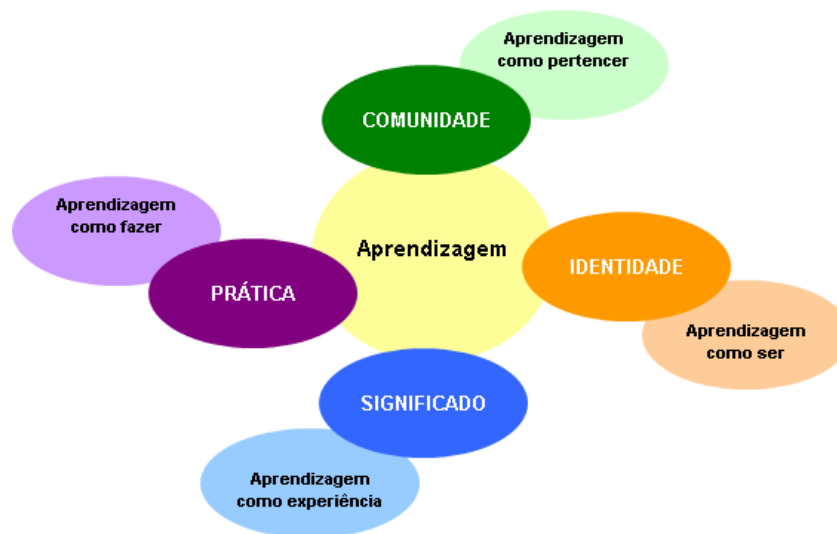 Aprendizagem
como pertencer
COMUNIDADE
Aprendizagem
como fazer
Aprendizagem
IDENTIDADE
PRÁTICA
Aprendizagem
como ser
SIGNIFICADO
Aprendizagem
como experiência